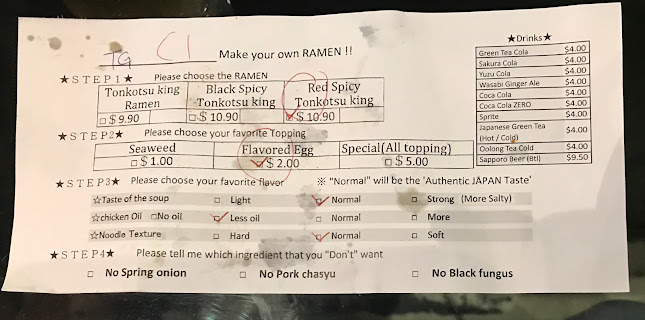 TG C1 Make your own RAMEN !!
★STEP1★ Please choose the RAMEN
Tonkotsu king Ramen Black Spicy Tonkotsu king Red Spicy Tonkotsu king
□ $ 9.90 □ $ 10.90 ✓ $ 10.90
★STEP2★ Please choose your favorite Topping
Seaweed Flavored Egg Special(All topping)
□ $ 1.00 ✓ $ 2.00 □ $ 5.00
★STEP3★ Please choose your favorite flavor ※ "Normal" will be the 'Authentic JAPAN Taste'
☆Taste of the soup □ Light ✓ Normal □ Strong (More Salty)
☆chicken Oil □No oil ✓ Less oil □ Normal □ More
☆Noodle Texture □ Hard ✓ Normal □ Soft
★STEP4★ Please tell me which ingredient that you "Don't" want
□ No Spring onion □ No Pork chasyu □ No Black fungus
★Drinks★
Green Tea Cola $4.00
Sakura Cola $4.00
Yuzu Cola $4.00
Wasabi Ginger Ale $4.00
Coca Cola $4.00
Coca Cola ZERO $4.00
Sprite $4.00
Japanese Green Tea (Hot / Cold) $4.00
Oolong Tea Cold $4.00
Sapporo Beer (Btl) $9.50